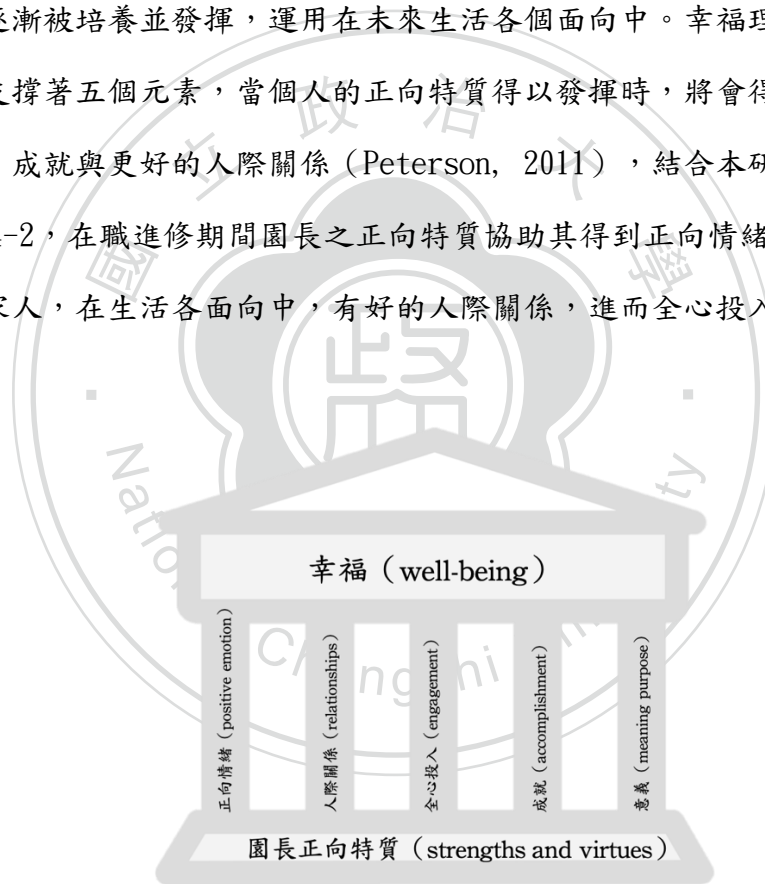 逐漸被培養並發揮，運用在未來生活各個面向中。幸福理
支撐著五個元素，當個人的正向特質得以發揮時，將會得
成就與更好的人際關係（Peterson, 2011），結合本研
-2，在職進修期間園長之正向特質協助其得到正向情緒
家人，在生活各面向中，有好的人際關係，進而全心投入
國立政治大學
政
幸福（well-being）
正向情緒（positive emotion）
人際關係（relationships）
全心投入（engagement）
成就（accomplishment）
意義（meaning purpose）
園長正向特質（strengths and virtues）